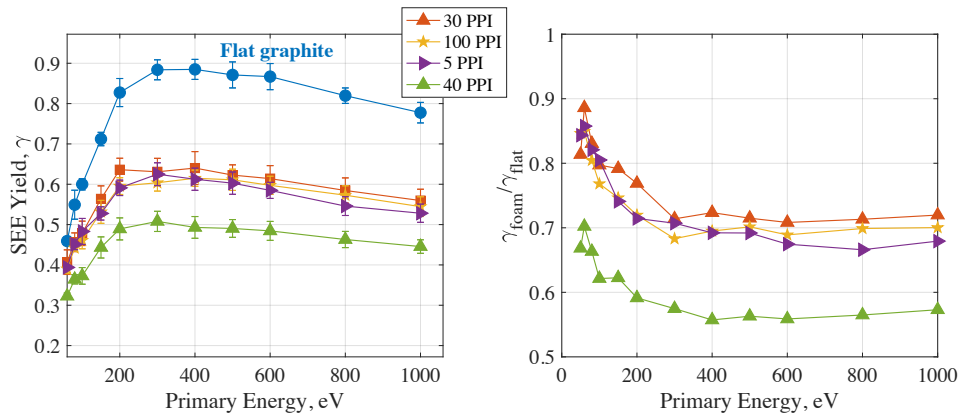 30 PPI
100 PPI
5 PPI
40 PPI
Flat graphite
0.9
0.8
0.7
0.6
0.5
0.4
0.3
0.2
SEE Yield, γ
200 400 600 800 1000
Primary Energy, eV
1
0.9
0.8
0.7
0.6
0.5
γfoam/γflat
0 200 400 600 800 1000
Primary Energy, eV